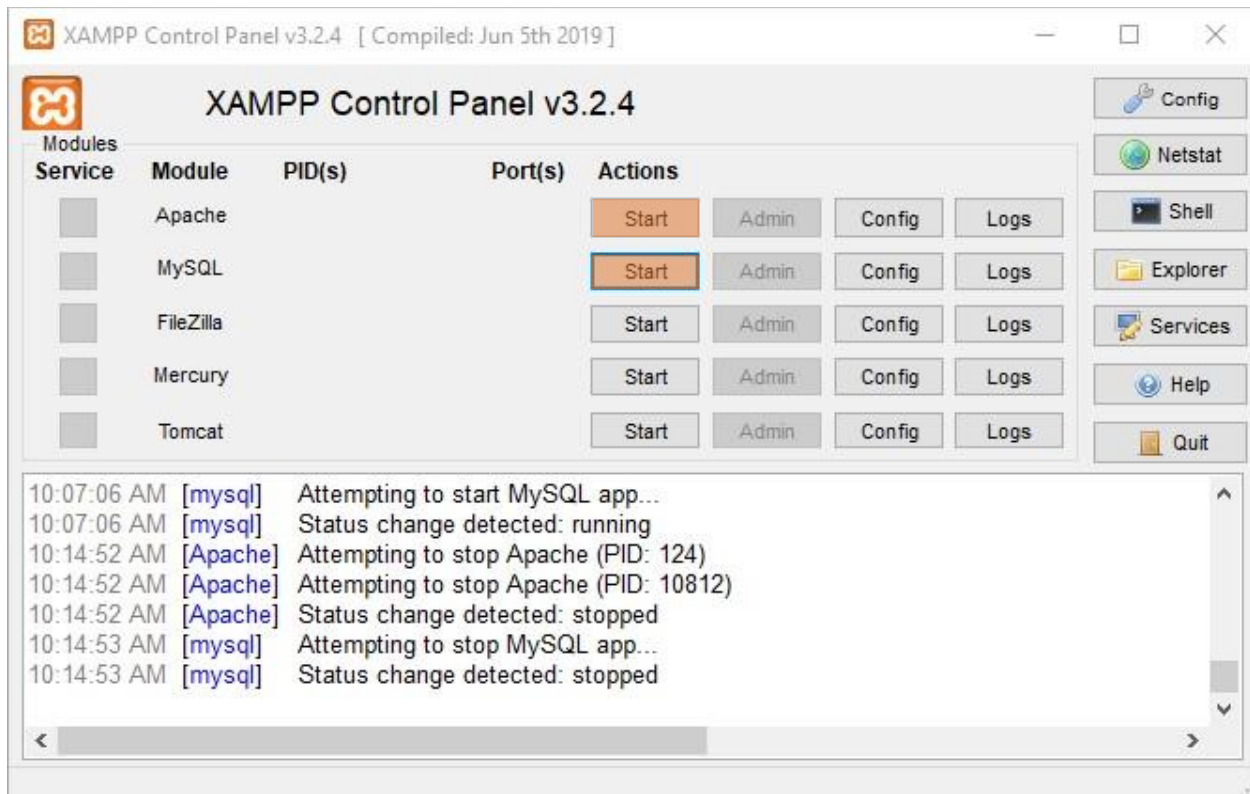 XAMPP Control Panel v3.2.4 [ Compiled: Jun 5th 2019 ]
XAMPP Control Panel v3.2.4
Config
Netstat
Shell
Explorer
Services
Help
Quit
Modules
Service Module PID(s) Port(s) Actions
Apache Start Admin Config Logs
MySQL Start Admin Config Logs
FileZilla Start Admin Config Logs
Mercury Start Admin Config Logs
Tomcat Start Admin Config Logs
10:07:06 AM [mysql] Attempting to start MySQL app...
10:07:06 AM [mysql] Status change detected: running
10:14:52 AM [Apache] Attempting to stop Apache (PID: 124)
10:14:52 AM [Apache] Attempting to stop Apache (PID: 10812)
10:14:52 AM [Apache] Status change detected: stopped
10:14:53 AM [mysql] Attempting to stop MySQL app...
10:14:53 AM [mysql] Status change detected: stopped